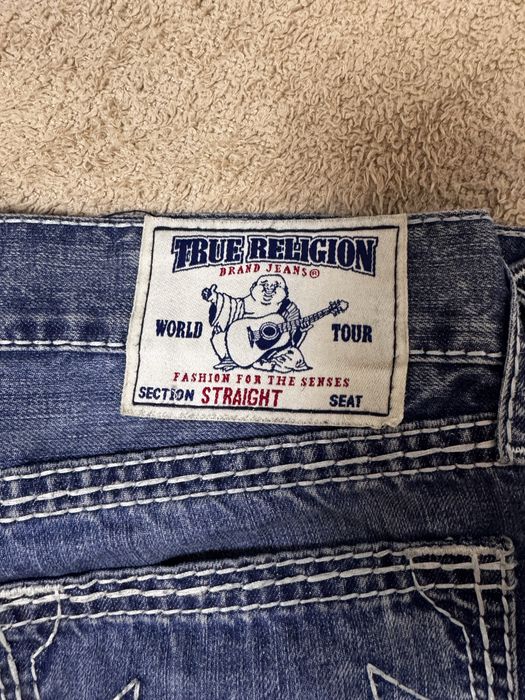 TRUE RELIGION
BRAND JEANS®
WORLD TOUR
FASHION FOR THE SENSES
SECTION STRAIGHT SEAT